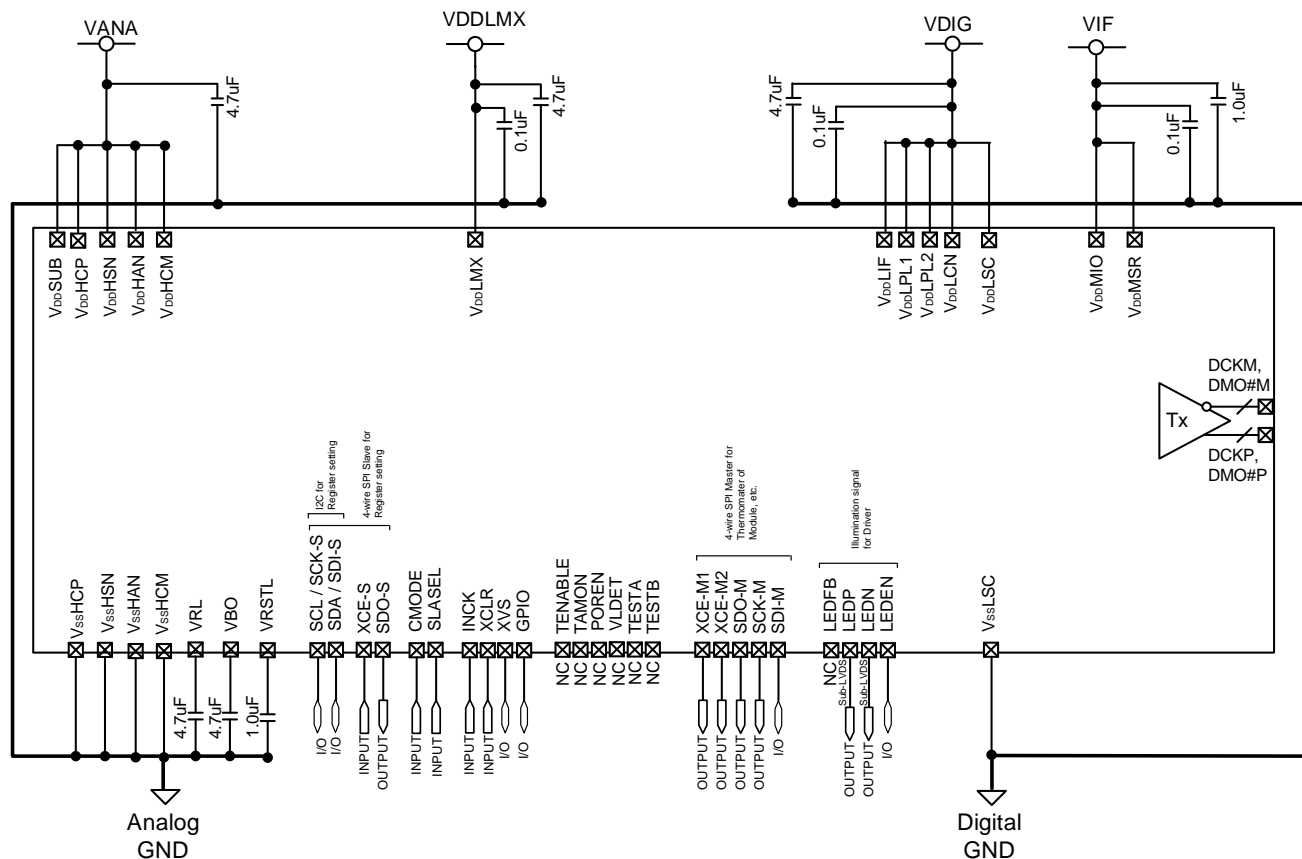 VANA
VDDLMX
VDIG
VIF
4.7uF
0.1uF
4.7uF
4.7uF
0.1uF
0.1uF
1.0uF
VDDSUB
VDDHCP
VDDHSN
VDDHAN
VDDHCM
VDDLMX
VDDLIF
VDDLPL1
VDDLPL2
VDDLCN
VDDLSC
VDDMIO
VDDMSR
DCKM,
DMO#M
Tx
DCKP,
DMO#P
I2C for
Register setting
4-wire SPI Slave for
Register setting
4-wire SPI Master for
Thermomater of
Module, etc.
Illumination signal
for Driver
VSSHCP
VSSHSN
VSSHAN
VSSHCM
VRL
VBO
VRSTL
SCL / SCK-S
SDA / SDI-S
XCE-S
SDO-S
CMODE
SLASEL
INCK
XCLR
XVS
GPIO
TENABLE
TAMON
POREN
VLDET
TESTA
TESTB
XCE-M1
XCE-M2
SDO-M
SCK-M
SDI-M
LEDFB
LEDP
LEDN
LEDEN
VSSLSC
4.7uF
4.7uF
1.0uF
I/O
I/O
INPUT
OUTPUT
INPUT
INPUT
INPUT
INPUT
I/O
I/O
NC
NC
NC
NC
NC
NC
OUTPUT
OUTPUT
OUTPUT
OUTPUT
I/O
NC
Sub-LVDS
OUTPUT
Sub-LVDS
OUTPUT
I/O
Analog
GND
Digital
GND